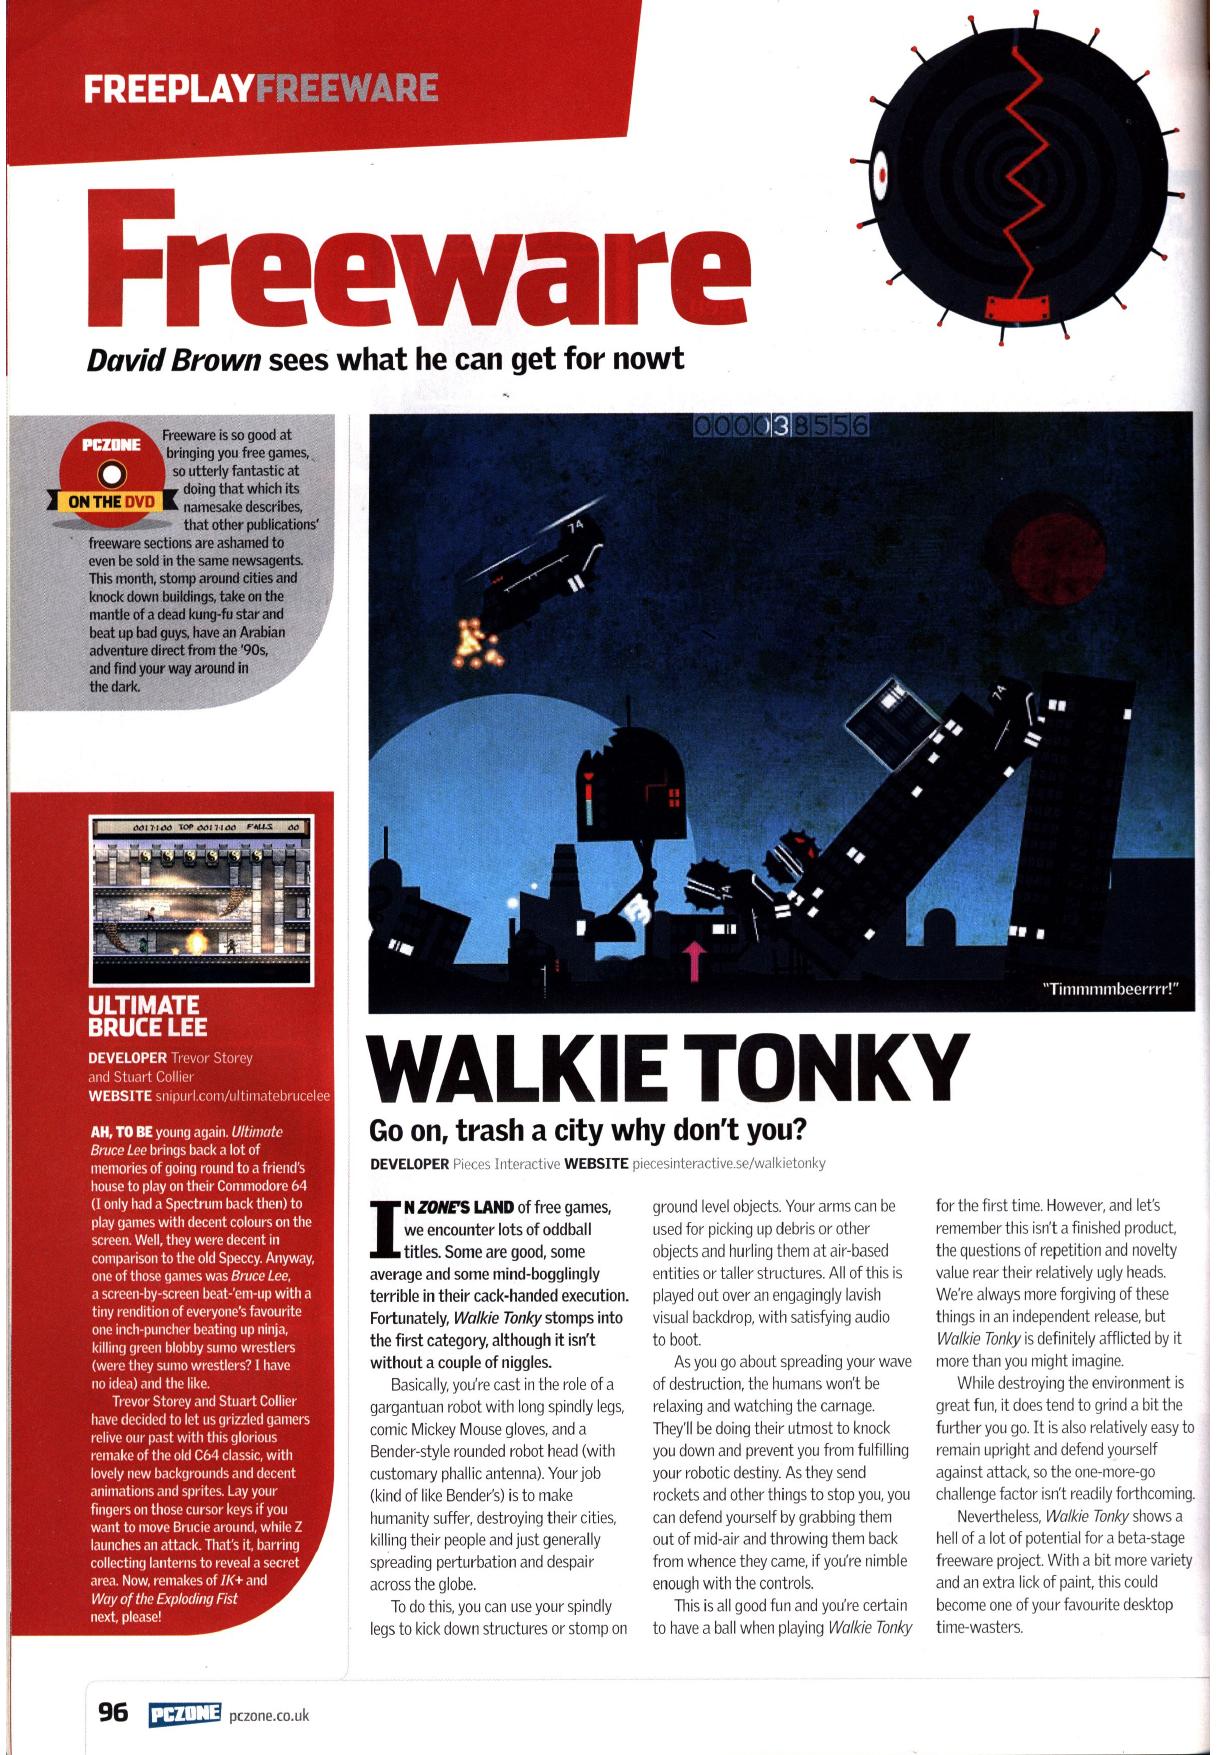 FREEPLAYFREEWARE
Freeware
David Brown sees what he can get for nowt
PCZONE
ON THE DVD
Freeware is so good at
bringing you free games,
so utterly fantastic at
doing that which its
namesake describes,
that other publications'
freeware sections are ashamed to
even be sold in the same newsagents.
This month, stomp around cities and
knock down buildings, take on the
mantle of a dead kung-fu star and
beat up bad guys, have an Arabian
adventure direct from the '90s,
and find your way around in
the dark.
0017100 TOP 0017100 FALLS 00
ULTIMATE
BRUCE LEE
DEVELOPER Trevor Storey
and Stuart Collier
WEBSITE snipurl.com/ultimatebrucelee
AH, TO BE young again. Ultimate
Bruce Lee brings back a lot of
memories of going round to a friend's
house to play on their Commodore 64
(I only had a Spectrum back then) to
play games with decent colours on the
screen. Well, they were decent in
comparison to the old Speccy. Anyway,
one of those games was Bruce Lee,
a screen-by-screen beat-'em-up with a
tiny rendition of everyone's favourite
one inch-puncher beating up ninja,
killing green blobby sumo wrestlers
(were they sumo wrestlers? I have
no idea) and the like.
Trevor Storey and Stuart Collier
have decided to let us grizzled gamers
relive our past with this glorious
remake of the old C64 classic, with
lovely new backgrounds and decent
animations and sprites. Lay your
fingers on those cursor keys if you
want to move Brucie around, while Z
launches an attack. That's it, barring
collecting lanterns to reveal a secret
area. Now, remakes of IK+ and
Way of the Exploding Fist
next, please!
000038556
74
74
74
"Timmmmbeerrrr!"
WALKIE TONKY
Go on, trash a city why don't you?
DEVELOPER Pieces Interactive WEBSITE piecesinteractive.se/walkietonky
IN ZONE'S LAND of free games,
we encounter lots of oddball
titles. Some are good, some
average and some mind-bogglingly
terrible in their cack-handed execution.
Fortunately, Walkie Tonky stomps into
the first category, although it isn't
without a couple of niggles.
Basically, you're cast in the role of a
gargantuan robot with long spindly legs,
comic Mickey Mouse gloves, and a
Bender-style rounded robot head (with
customary phallic antenna). Your job
(kind of like Bender's) is to make
humanity suffer, destroying their cities,
killing their people and just generally
spreading perturbation and despair
across the globe.
To do this, you can use your spindly
legs to kick down structures or stomp on
ground level objects. Your arms can be
used for picking up debris or other
objects and hurling them at air-based
entities or taller structures. All of this is
played out over an engagingly lavish
visual backdrop, with satisfying audio
to boot.
As you go about spreading your wave
of destruction, the humans won't be
relaxing and watching the carnage.
They'll be doing their utmost to knock
you down and prevent you from fulfilling
your robotic destiny. As they send
rockets and other things to stop you, you
can defend yourself by grabbing them
out of mid-air and throwing them back
from whence they came, if you're nimble
enough with the controls.
This is all good fun and you're certain
to have a ball when playing Walkie Tonky
for the first time. However, and let's
remember this isn't a finished product,
the questions of repetition and novelty
value rear their relatively ugly heads.
We're always more forgiving of these
things in an independent release, but
Walkie Tonky is definitely afflicted by it
more than you might imagine.
While destroying the environment is
great fun, it does tend to grind a bit the
further you go. It is also relatively easy to
remain upright and defend yourself
against attack, so the one-more-go
challenge factor isn't readily forthcoming.
Nevertheless, Walkie Tonky shows a
hell of a lot of potential for a beta-stage
freeware project. With a bit more variety
and an extra lick of paint, this could
become one of your favourite desktop
time-wasters.
96 PCZONE pczone.co.uk